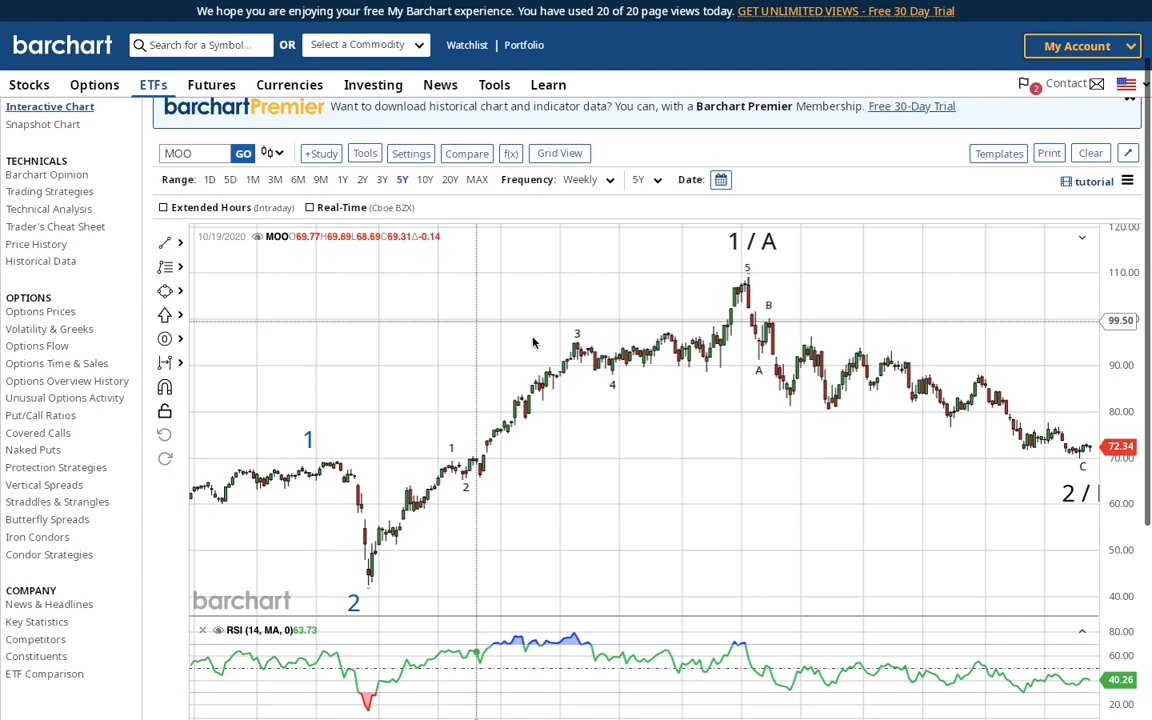 We hope you are enjoying your free My Barchart experience. You have used 20 of 20 page views today. GET UNLIMITED VIEWS - Free 30 Day Trial
barchart Search for a Symbol... OR Select a Commodity Watchlist | Portfolio My Account
Stocks Options ETFs Futures Currencies Investing News Tools Learn 2 Contact
Interactive Chart
Snapshot Chart
TECHNICALS
Barchart Opinion
Trading Strategies
Technical Analysis
Trader's Cheat Sheet
Price History
Historical Data
OPTIONS
Options Prices
Volatility & Greeks
Options Flow
Options Time & Sales
Options Overview History
Unusual Options Activity
Put/Call Ratios
Covered Calls
Naked Puts
Protection Strategies
Vertical Spreads
Straddles & Strangles
Butterfly Spreads
Iron Condors
Condor Strategies
COMPANY
News & Headlines
Key Statistics
Competitors
Constituents
ETF Comparison
barchartPremier Want to download historical chart and indicator data? You can, with a Barchart Premier Membership. Free 30-Day Trial
MOO GO +Study Tools Settings Compare f(x) Grid View Templates Print Clear
Range: 1D 5D 1M 3M 6M 9M 1Y 2Y 3Y 5Y 10Y 20Y MAX Frequency: Weekly 5Y Date: tutorial
Extended Hours (Intraday) Real-Time (Cboe BZX)
10/19/2020 MOO O69.77H69.89L68.69C69.31Δ-0.14
120.00
1 / A
5
110.00
B
99.50
3
A
4
90.00
80.00
1
1
72.34
70.00
C
2
2 /
60.00
50.00
barchart
2
40.00
RSI (14, MA, 0)63.73
80.00
60.00
40.26
20.00